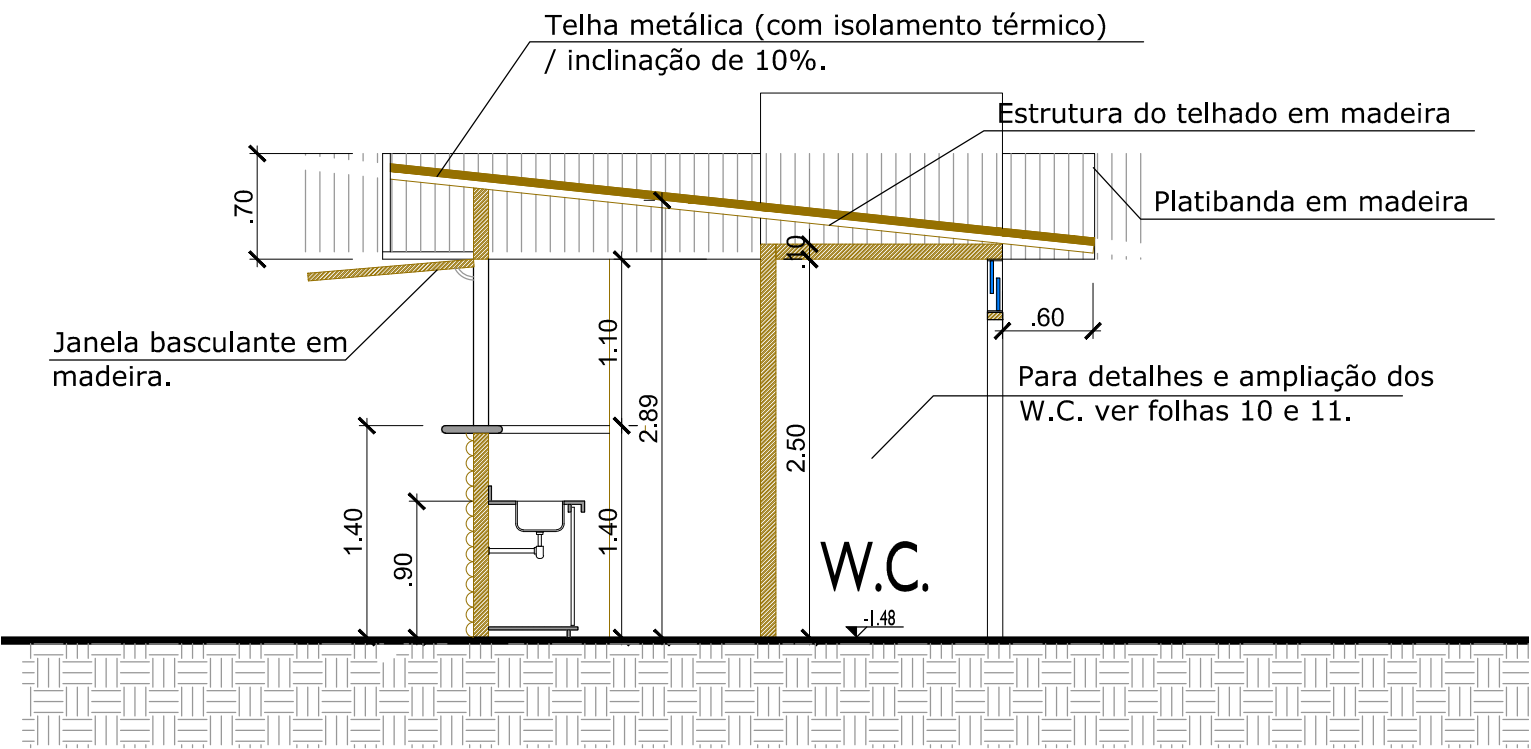 Telha metálica (com isolamento térmico)
/ inclinação de 10%.
Estrutura do telhado em madeira
.70
Platibanda em madeira
.10
Janela basculante em
madeira.
1.10
.60
Para detalhes e ampliação dos
W.C. ver folhas 10 e 11.
2.89
2.50
1.40
.90
1.40
W.C.
-1.48